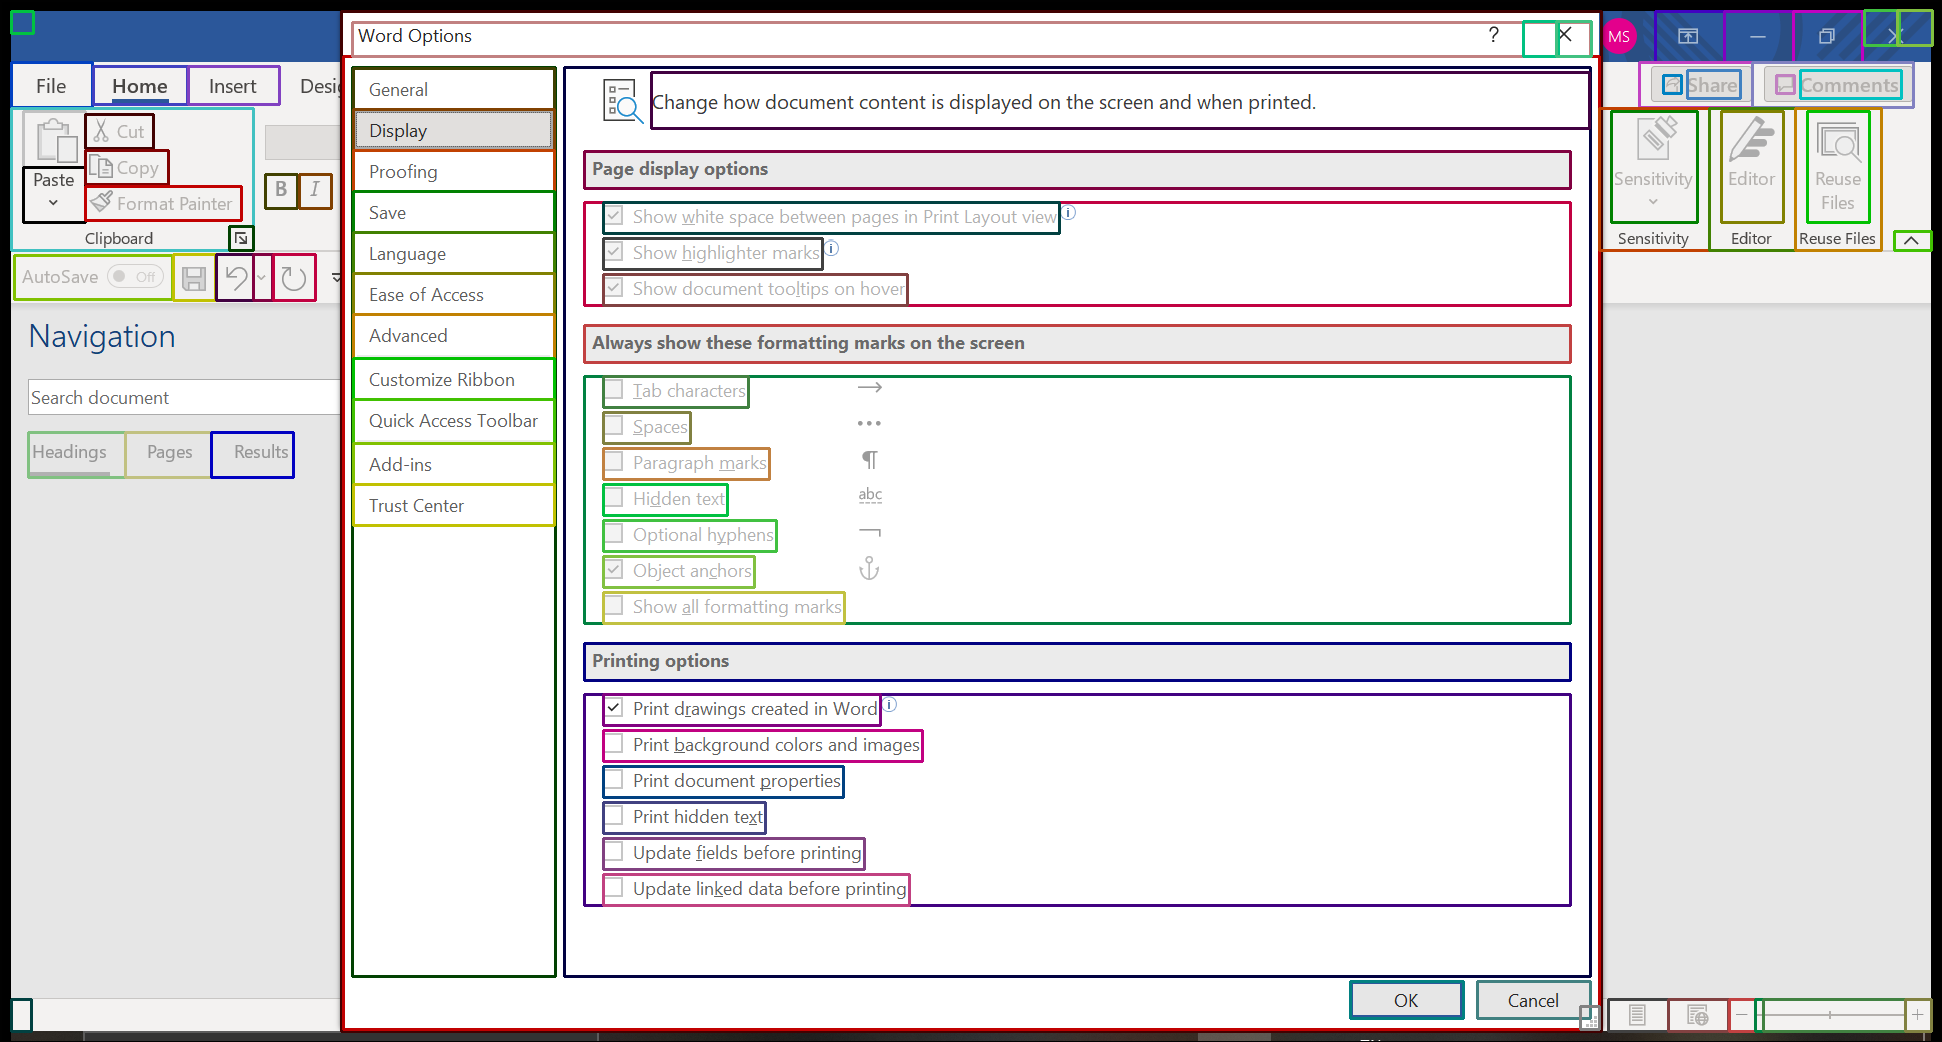 Word Options
?
MS
File
Home
Insert
Share
Comments
Cut
Copy
Paste
Format Painter
B
I
Clipboard
AutoSave
Off
Navigation
Search document
Headings
Pages
Results
General
Display
Proofing
Save
Language
Ease of Access
Advanced
Customize Ribbon
Quick Access Toolbar
Add-ins
Trust Center
Change how document content is displayed on the screen and when printed.
Page display options
Show white space between pages in Print Layout view
Show highlighter marks
Show document tooltips on hover
Always show these formatting marks on the screen
Tab characters
Spaces
Paragraph marks ¶
Hidden text abc
Optional hyphens
Object anchors
Show all formatting marks
Printing options
Print drawings created in Word
Print background colors and images
Print document properties
Print hidden text
Update fields before printing
Update linked data before printing
OK
Cancel
Sensitivity
Editor
Reuse
Files
Sensitivity
Editor
Reuse Files